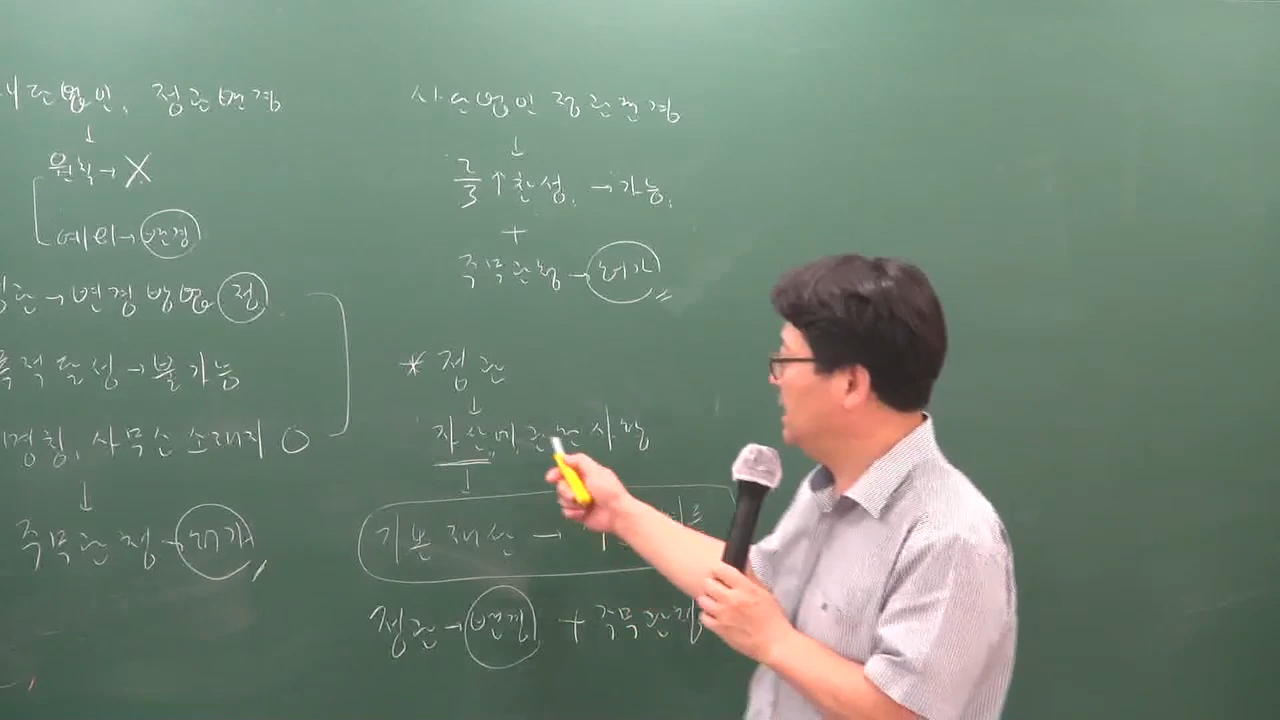 재단법인, 정관변경
↓
원칙→X
예외→변경
정관→변경방법 정
목적달성→불가능
명칭, 사무소 소재지 O
↓
주무관청→허가
사단법인 정관변경
↓
2/3↑찬성, →가능,
+
주무관청→허가
* 정관
↓
자산에 관한 사항
↓
기본재산→
정관→변경 + 주무관청